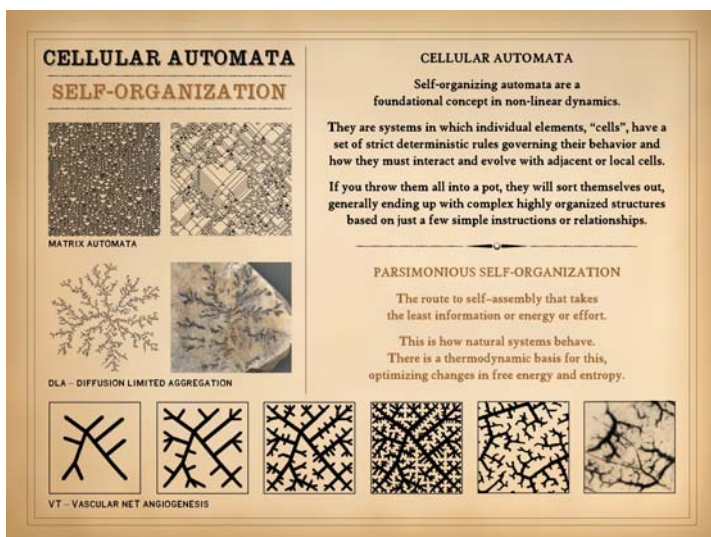 CELLULAR AUTOMATA
SELF-ORGANIZATION
MATRIX AUTOMATA
DLA – DIFFUSION LIMITED AGGREGATION
CELLULAR AUTOMATA
Self-organizing automata are a
foundational concept in non-linear dynamics.
They are systems in which individual elements, “cells”, have a
set of strict deterministic rules governing their behavior and
how they must interact and evolve with adjacent or local cells.
If you throw them all into a pot, they will sort themselves out,
generally ending up with complex highly organized structures
based on just a few simple instructions or relationships.
PARSIMONIOUS SELF-ORGANIZATION
The route to self–assembly that takes
the least information or energy or effort.
This is how natural systems behave.
There is a thermodynamic basis for this,
optimizing changes in free energy and entropy.
VT – VASCULAR NET ANGIOGENESIS